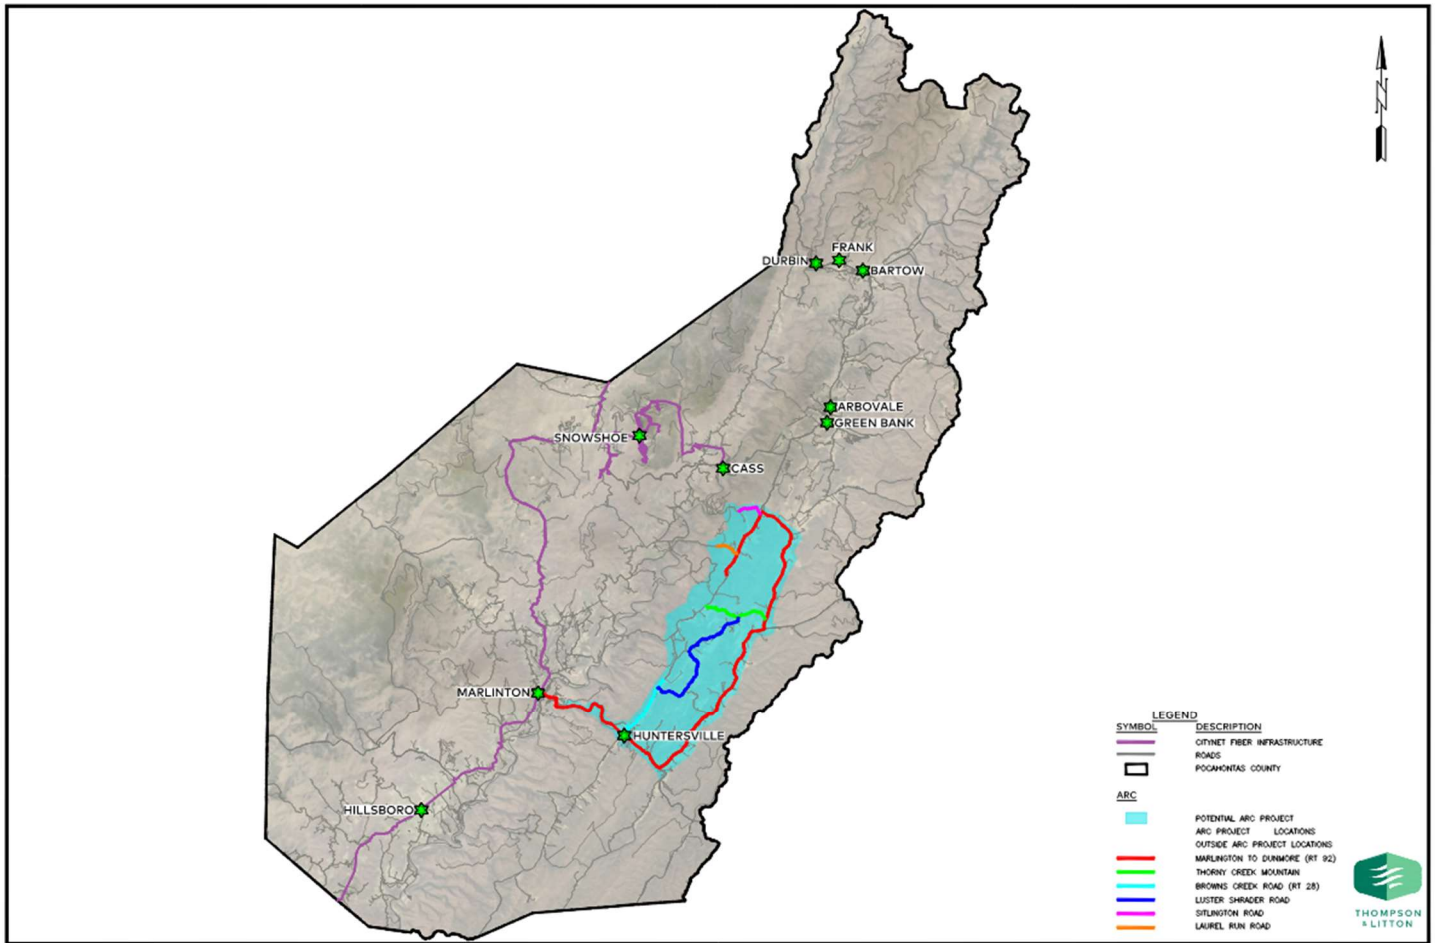 N
FRANK
DURBIN
BARTOW
ARBOVALE
GREEN BANK
SNOWSHOE
CASS
MARLINTON
HUNTERSVILLE
HILLSBORO
LEGEND
SYMBOL DESCRIPTION
CITYNET FIBER INFRASTRUCTURE
ROADS
POCAHONTAS COUNTY
ARC
POTENTIAL ARC PROJECT
ARC PROJECT LOCATIONS
OUTSIDE ARC PROJECT LOCATIONS
MARLINGTON TO DUNMORE (RT 92)
THORNY CREEK MOUNTAIN
BROWNS CREEK ROAD (RT 28)
LUSTER SHRADER ROAD
SITLINGTON ROAD
LAUREL RUN ROAD
THOMPSON
& LITTON